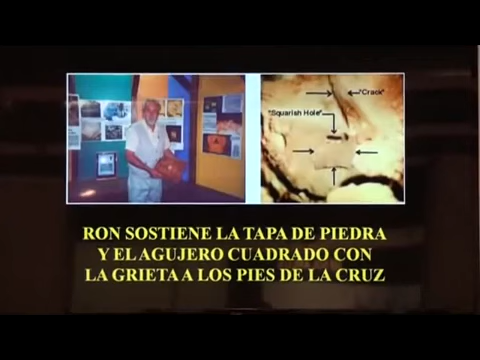 "Crack"
"Squarish Hole"
RON SOSTIENE LA TAPA DE PIEDRA
Y EL AGUJERO CUADRADO CON
LA GRIETA A LOS PIES DE LA CRUZ